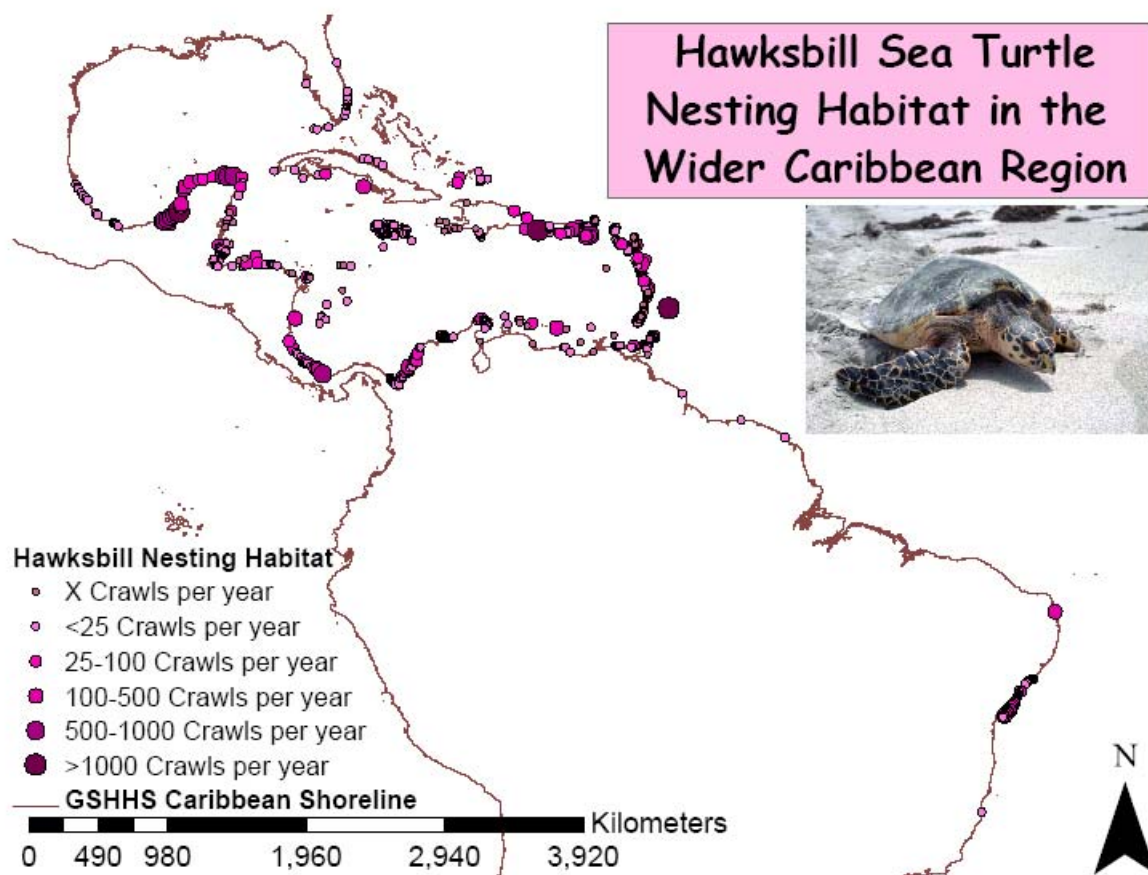 Hawksbill Sea Turtle
Nesting Habitat in the
Wider Caribbean Region
Hawksbill Nesting Habitat
X Crawls per year
<25 Crawls per year
25-100 Crawls per year
100-500 Crawls per year
500-1000 Crawls per year
>1000 Crawls per year
GSHHS Caribbean Shoreline
Kilometers
0 490 980 1,960 2,940 3,920
N